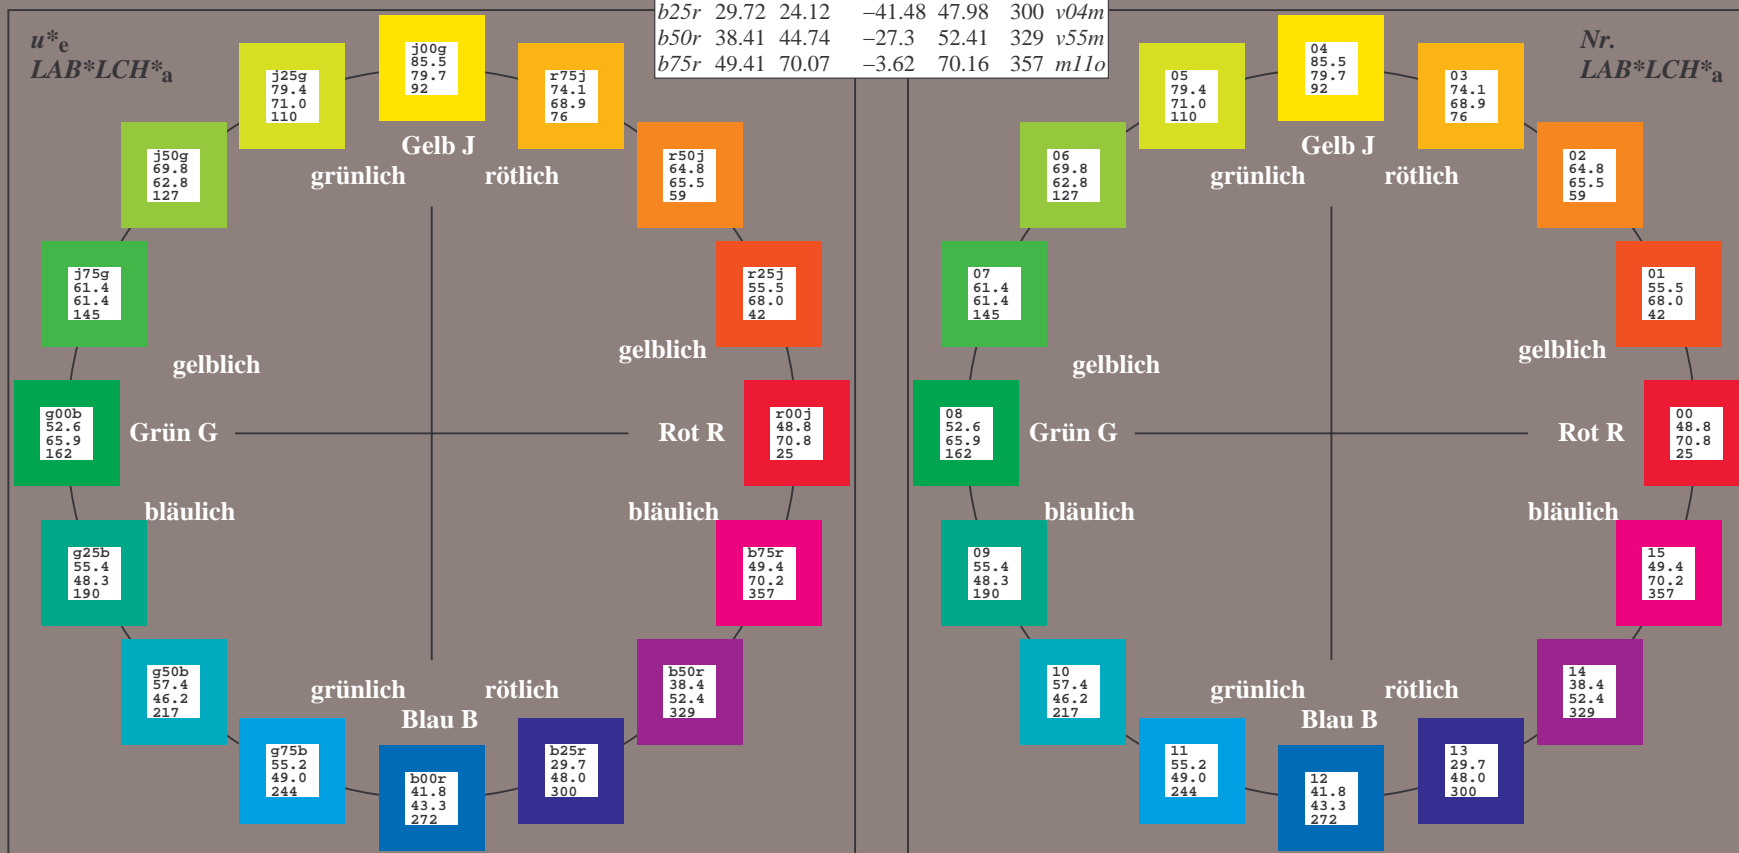 b25r 29.72 24.12 −41.48 47.98 300 v04m
b50r 38.41 44.74 −27.3 52.41 329 v55m
b75r 49.41 70.07 −3.62 70.16 357 m11o
u*e
LAB*LCH*a
j00g
85.5
79.7
92
j25g
79.4
71.0
110
r75j
74.1
68.9
76
j50g
69.8
62.8
127
r50j
64.8
65.5
59
Gelb J
grünlich rötlich
j75g
61.4
61.4
145
r25j
55.5
68.0
42
gelblich
gelblich
g00b
52.6
65.9
162
Grün G
Rot R
r00j
48.8
70.8
25
bläulich
bläulich
g25b
55.4
48.3
190
b75r
49.4
70.2
357
g50b
57.4
46.2
217
b50r
38.4
52.4
329
grünlich rötlich
Blau B
g75b
55.2
49.0
244
b00r
41.8
43.3
272
b25r
29.7
48.0
300
Nr.
LAB*LCH*a
04
85.5
79.7
92
05
79.4
71.0
110
03
74.1
68.9
76
06
69.8
62.8
127
02
64.8
65.5
59
Gelb J
grünlich rötlich
07
61.4
61.4
145
01
55.5
68.0
42
gelblich
gelblich
08
52.6
65.9
162
Grün G
Rot R
00
48.8
70.8
25
bläulich
bläulich
09
55.4
48.3
190
15
49.4
70.2
357
10
57.4
46.2
217
14
38.4
52.4
329
grünlich rötlich
Blau B
11
55.2
49.0
244
12
41.8
43.3
272
13
29.7
48.0
300